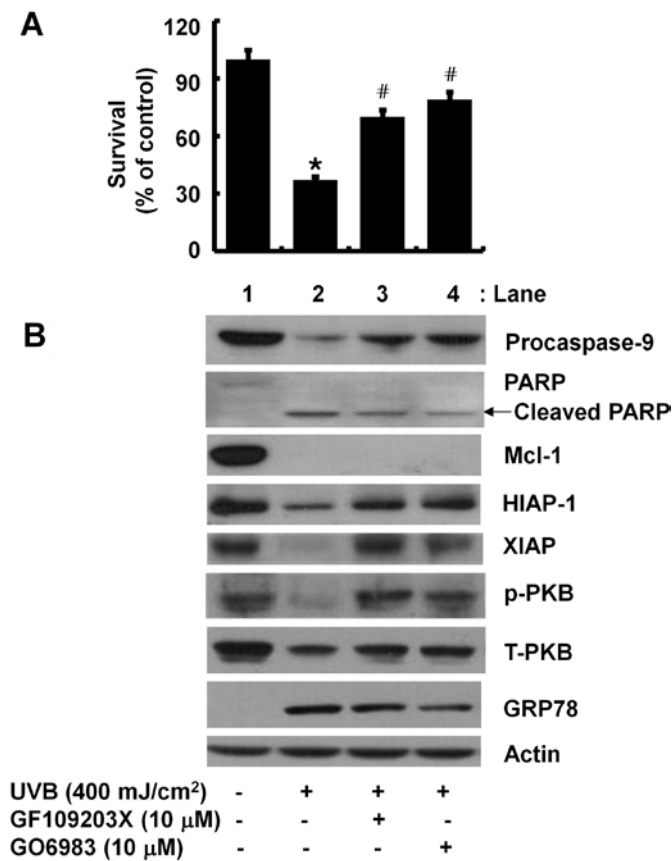 A
120
90
60
30
0
Survival
(% of control)
*
#
#
1 2 3 4 : Lane
B
Procaspase-9
PARP
Cleaved PARP
Mcl-1
HIAP-1
XIAP
p-PKB
T-PKB
GRP78
Actin
UVB (400 mJ/cm²) - + + +
GF109203X (10 µM) - - + -
GO6983 (10 µM) - - - +